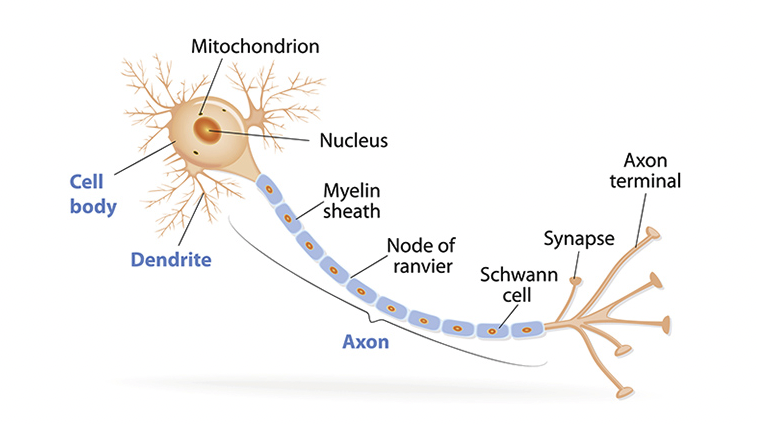 Mitochondrion
Nucleus
Cell
body
Dendrite
Myelin
sheath
Node of
ranvier
Axon
Schwann
cell
Synapse
Axon
terminal